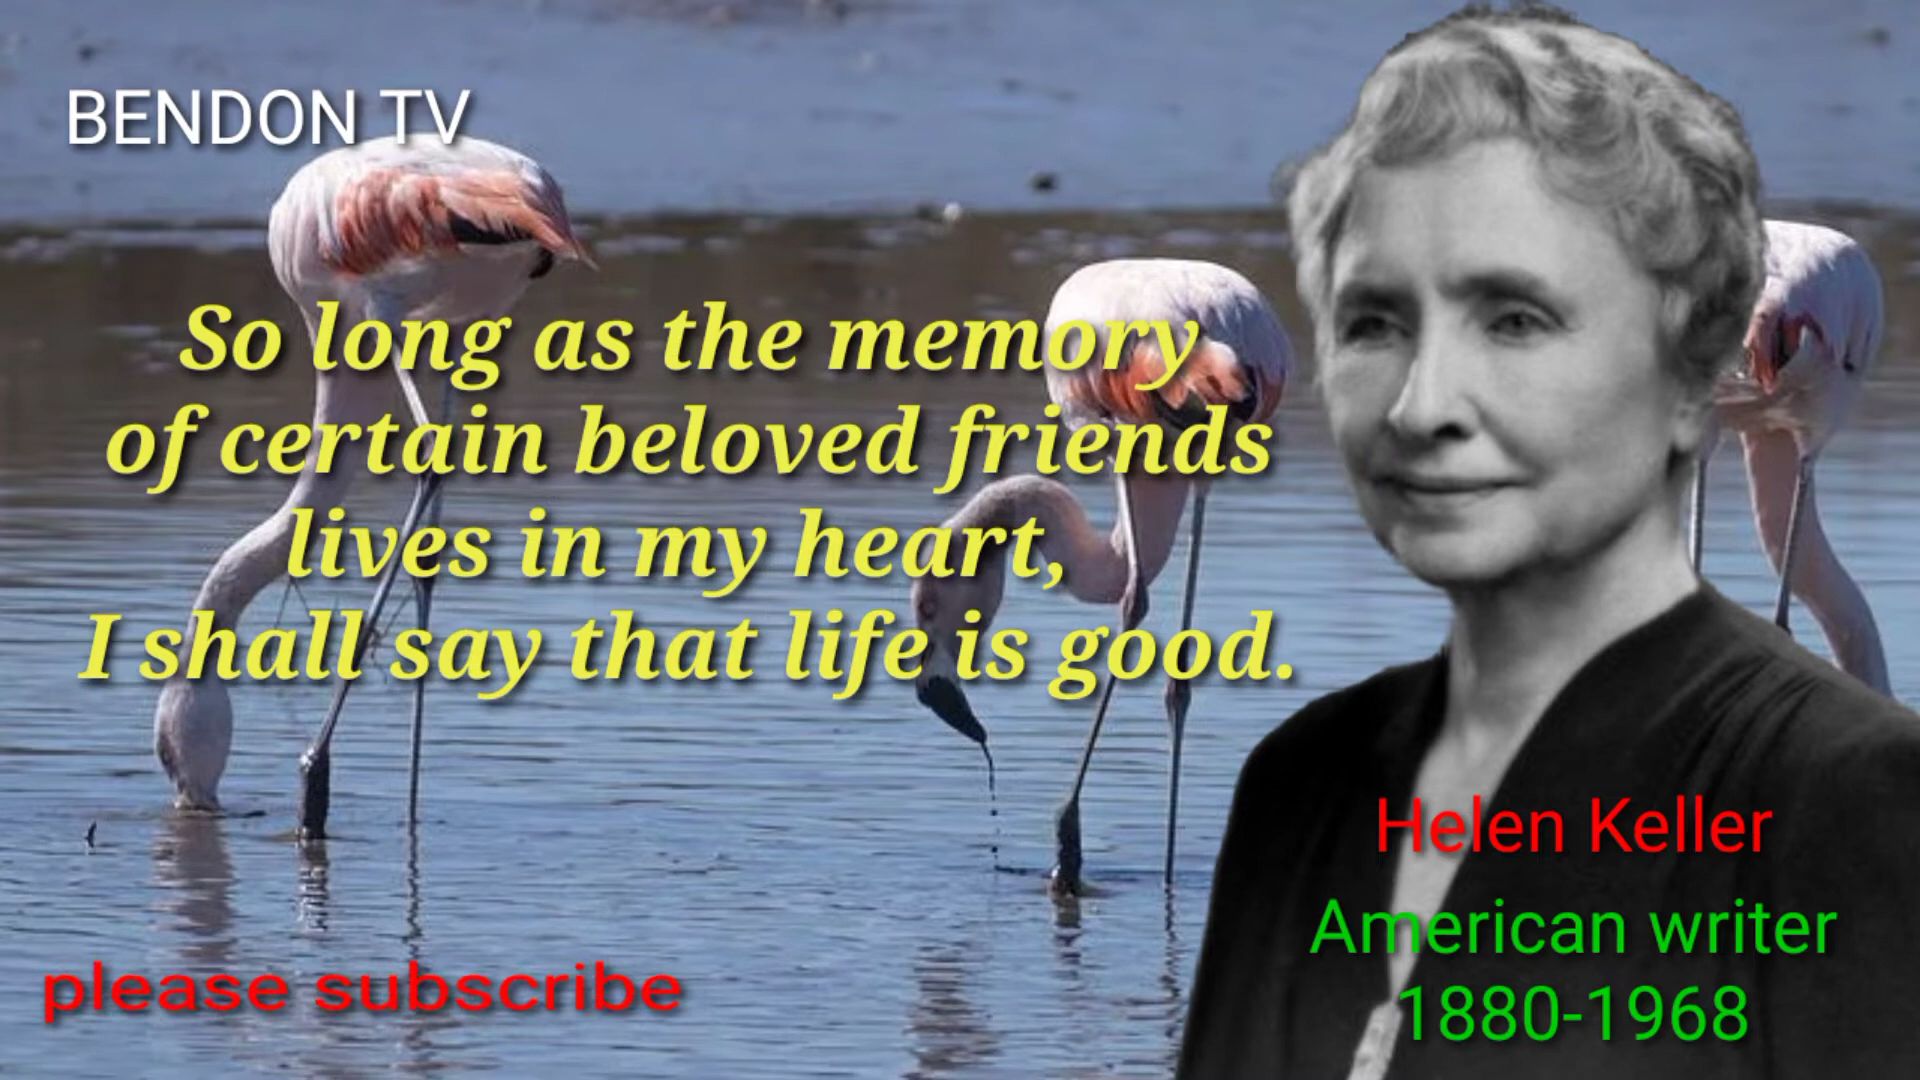 BENDON TV
So long as the memory
of certain beloved friends
lives in my heart,
I shall say that life is good.
Helen Keller
American writer
1880-1968
please subscribe